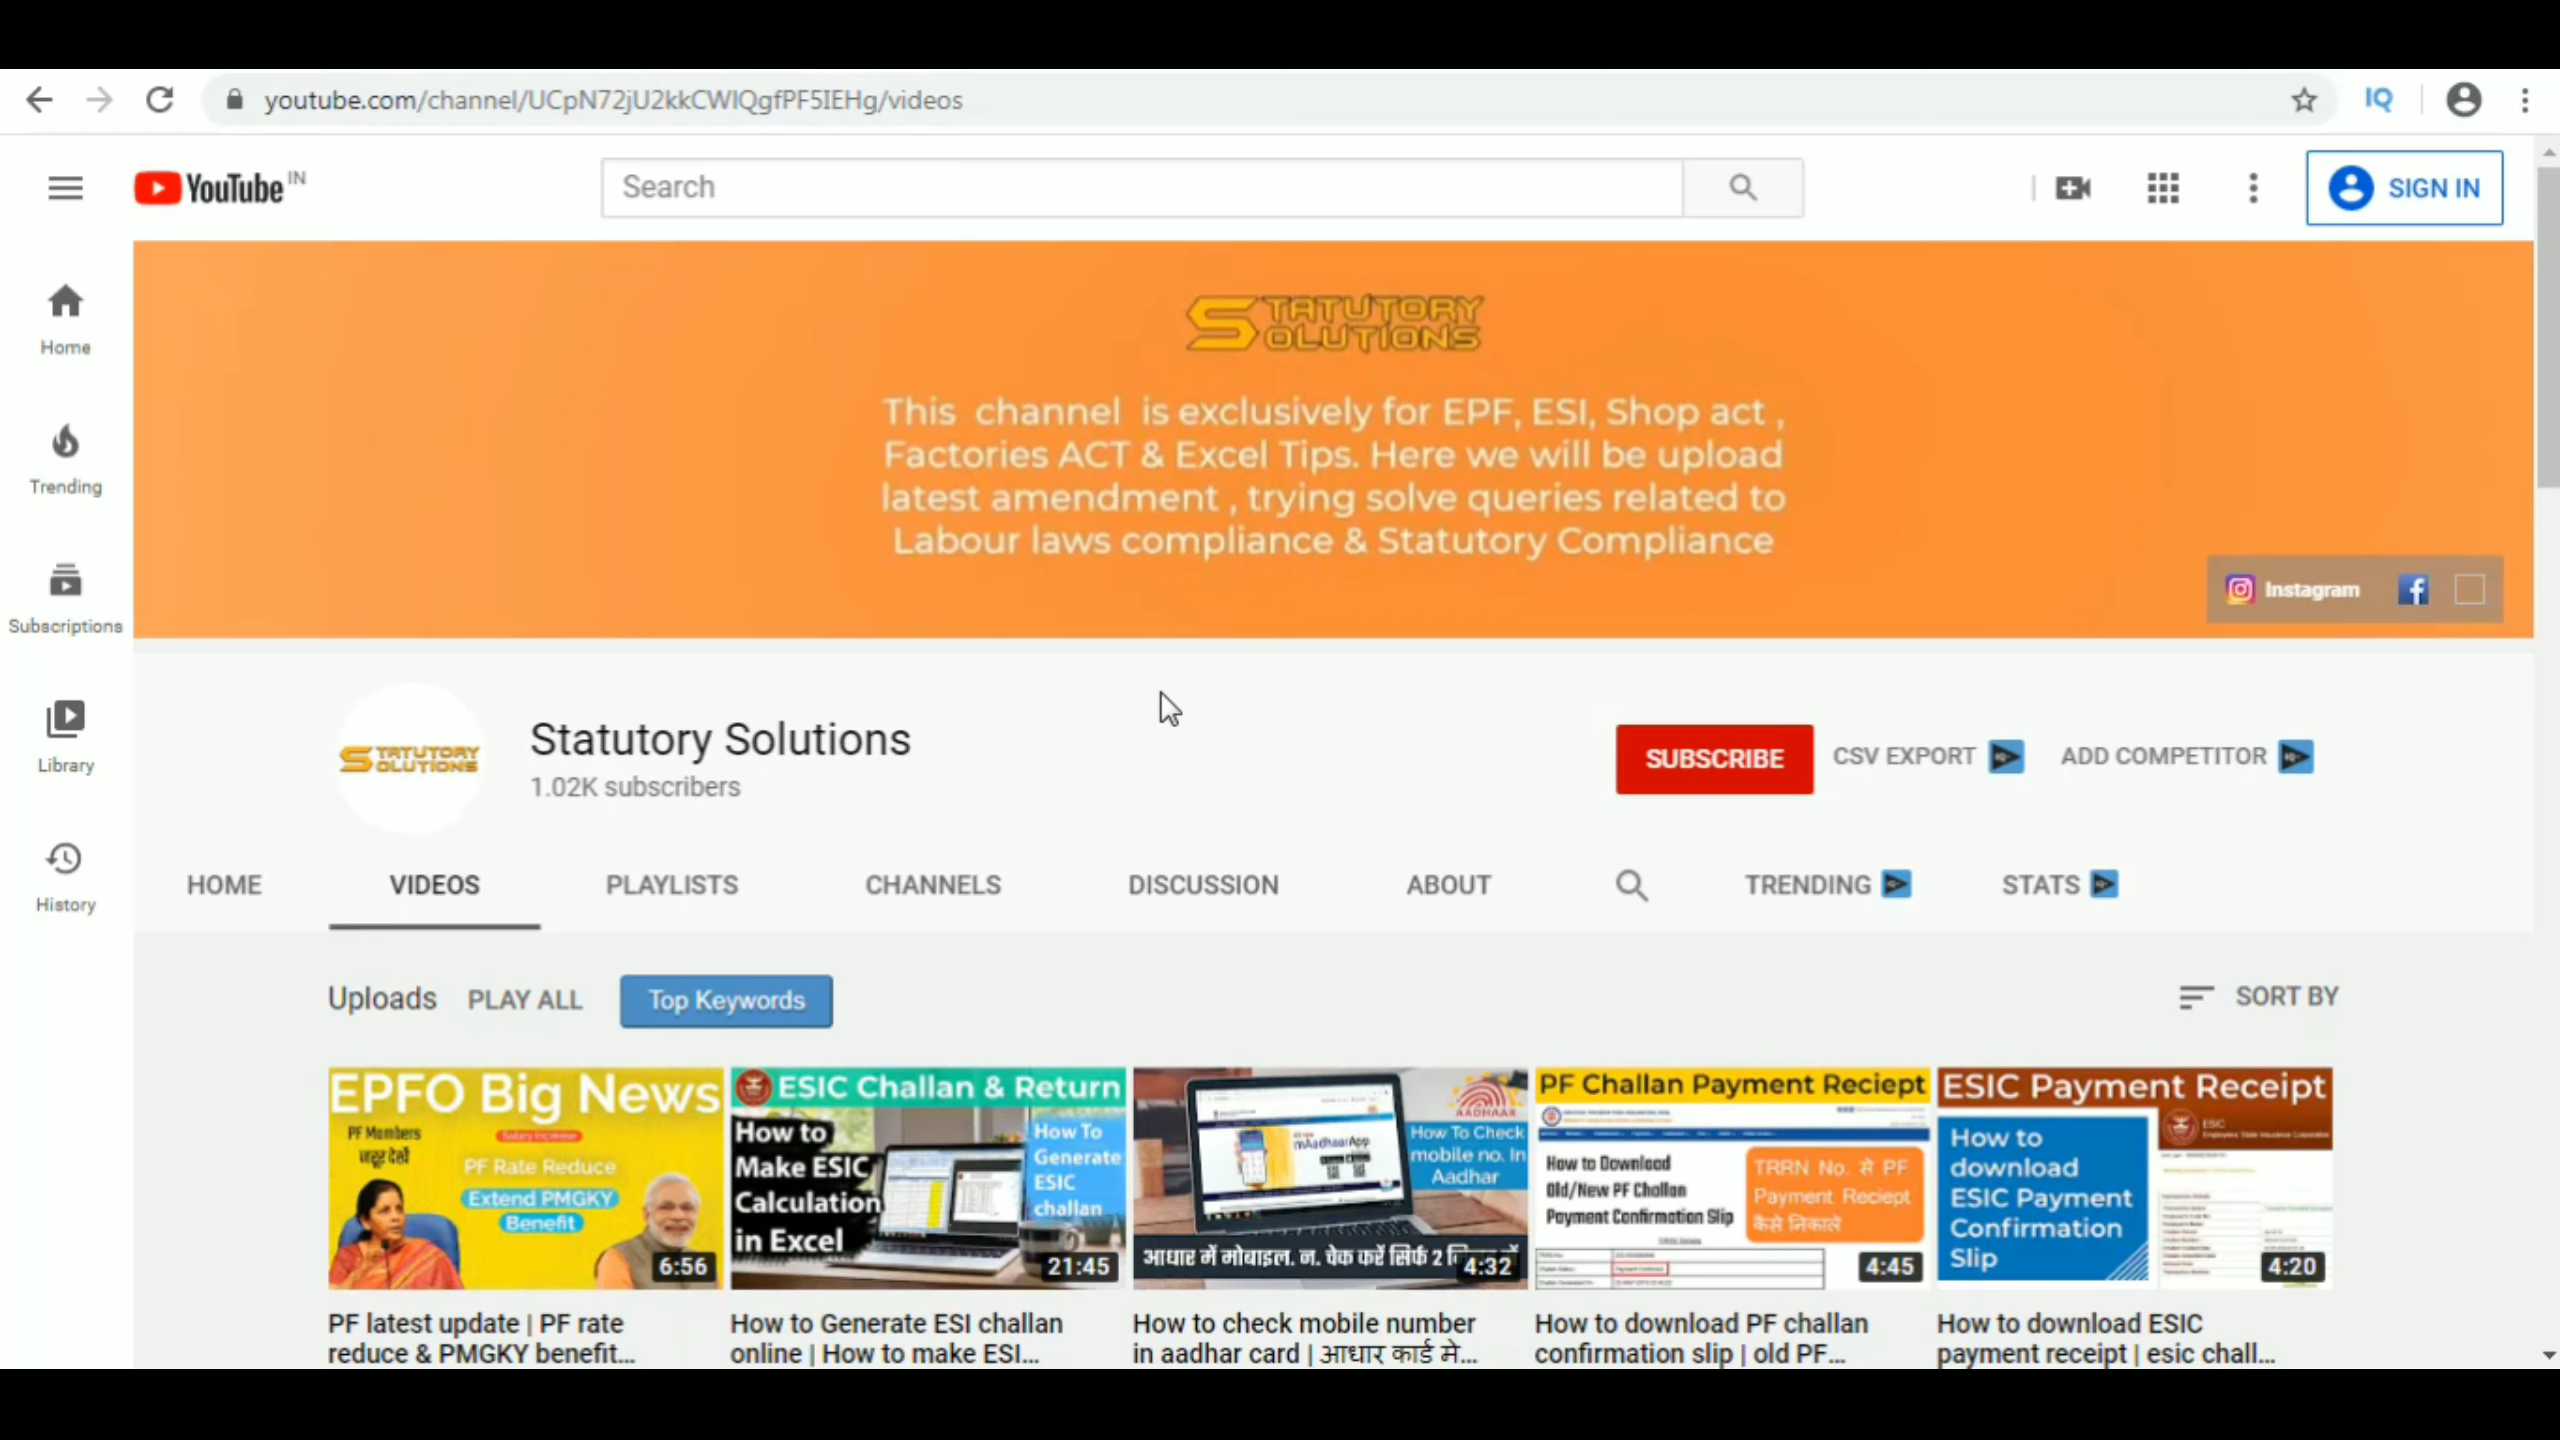 youtube.com/channel/UCpN72jU2kkCWIQgfPF5IEHg/videos
IQ
YouTube IN
Search
SIGN IN
Home
Trending
Subscriptions
Library
History
STATUTORY
SOLUTIONS
This channel is exclusively for EPF, ESI, Shop act ,
Factories ACT & Excel Tips. Here we will be upload
latest amendment , trying solve queries related to
Labour laws compliance & Statutory Compliance
Instagram
STATUTORY
SOLUTIONS
Statutory Solutions
1.02K subscribers
SUBSCRIBE
CSV EXPORT
ADD COMPETITOR
HOME
VIDEOS
PLAYLISTS
CHANNELS
DISCUSSION
ABOUT
TRENDING
STATS
Uploads
PLAY ALL
Top Keywords
SORT BY
EPFO Big News
PF Members
जरूर देखें
Salary Increase
PF Rate Reduce
Extend PMGKY
Benefit
6:56
PF latest update | PF rate
reduce & PMGKY benefit...
ESIC Challan & Return
How to
Make ESIC
Calculation
in Excel
How To
Generate
ESIC
challan
21:45
How to Generate ESI challan
online | How to make ESI...
AADHAAR
mAadhaar App
How To Check
mobile no. In
Aadhar
आधार में मोबाइल. न. चेक करें सिर्फ 2
4:32
How to check mobile number
in aadhar card | आधार कार्ड मे...
PF Challan Payment Reciept
How to Download
Old/New PF Challan
Payment Confirmation Slip
TRRN No. से PF
Payment Reciept
कैसे निकाले
4:45
How to download PF challan
confirmation slip | old PF...
ESIC Payment Receipt
How to
download
ESIC Payment
Confirmation
Slip
ESIC
4:20
How to download ESIC
payment receipt | esic chall...